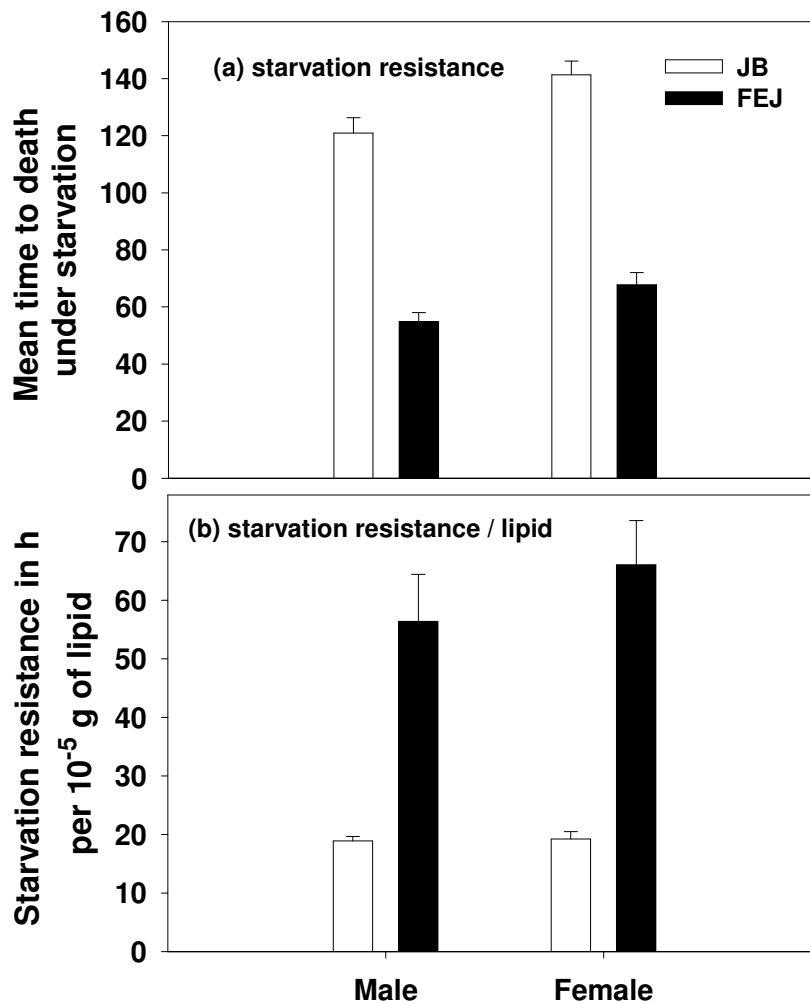 160
140
120
100
80
60
40
20
0
Mean time to death
under starvation
(a) starvation resistance
JB
FEJ
70
60
50
40
30
20
10
0
Starvation resistance in h
per 10⁻⁵ g of lipid
(b) starvation resistance / lipid
Male
Female